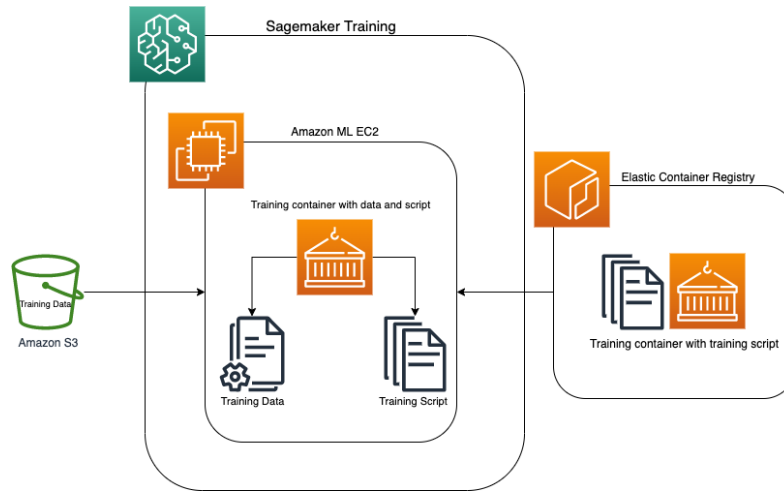 Sagemaker Training
Amazon ML EC2
Elastic Container Registry
Training container with data and script
Training Data
Amazon S3
Training container with training script
Training Data
Training Script